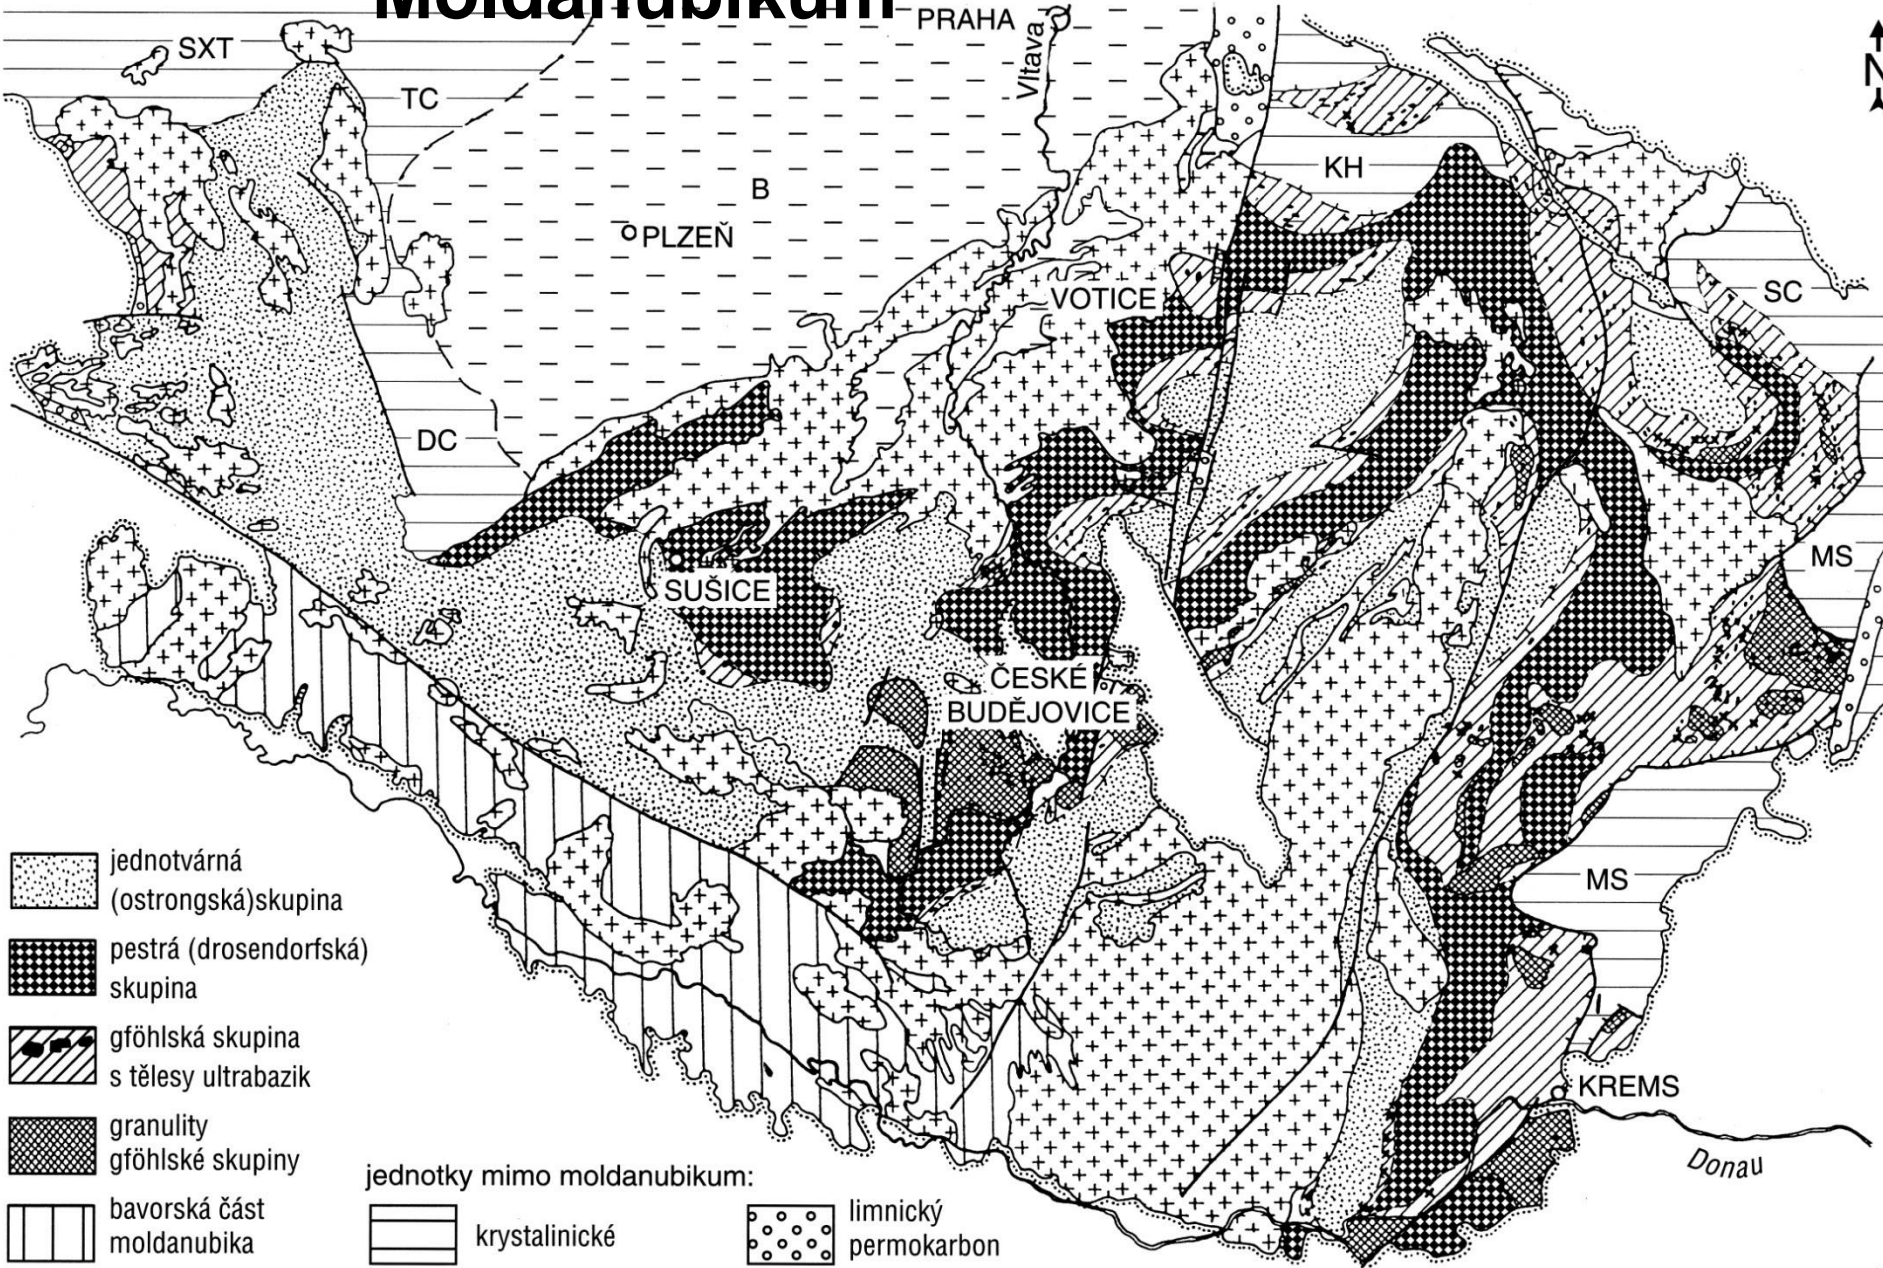 Moldanubikum
PRAHA
Vltava
N
SXT
TC
KH
B
PLZEŇ
VOTICE
SC
DC
MS
SUŠICE
ČESKÉ
BUDĚJOVICE
MS
KREMS
Donau
jednotvárná
(ostrongská)skupina
pestrá (drosendorfská)
skupina
gföhlská skupina
s tělesy ultrabazik
granulity
gföhlské skupiny
bavorská část
moldanubika
jednotky mimo moldanubikum:
krystalinické
limnický
permokarbon